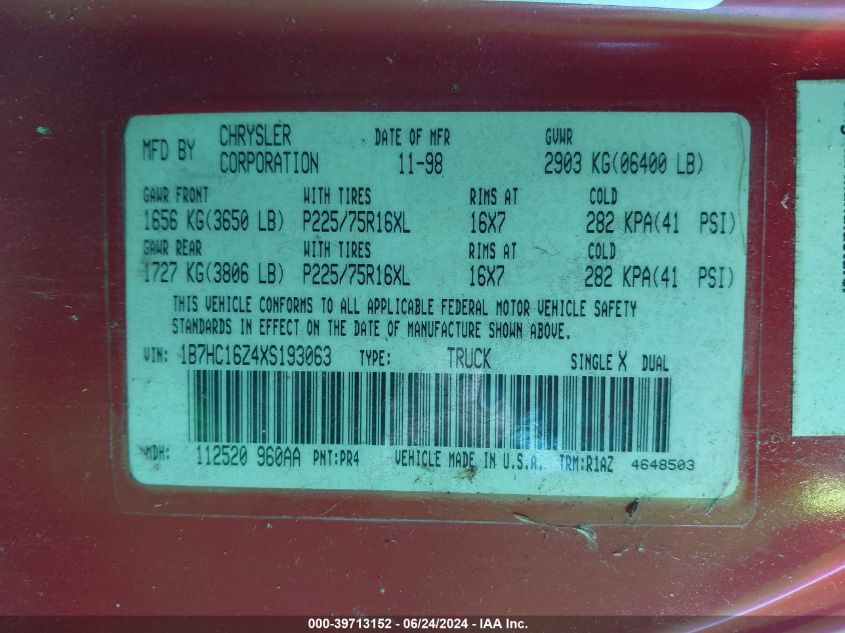 MFD BY CHRYSLER CORPORATION DATE OF MFR 11-98 GVWR 2903 KG(06400 LB)
GAWR FRONT WITH TIRES RIMS AT COLD
1656 KG(3650 LB) P225/75R16XL 16X7 282 KPA(41 PSI)
GAWR REAR WITH TIRES RIMS AT COLD
1727 KG(3806 LB) P225/75R16XL 16X7 282 KPA(41 PSI)
THIS VEHICLE CONFORMS TO ALL APPLICABLE FEDERAL MOTOR VEHICLE SAFETY
STANDARDS IN EFFECT ON THE DATE OF MANUFACTURE SHOWN ABOVE.
VIN: 1B7HC16Z4XS193063 TYPE: TRUCK SINGLE X DUAL
MDH: 112520 960AA PNT:PR4 VEHICLE MADE IN U.S.A. TRM:R1AZ 4648503
000-39713152 / 06/24/2024 - IAA Inc.